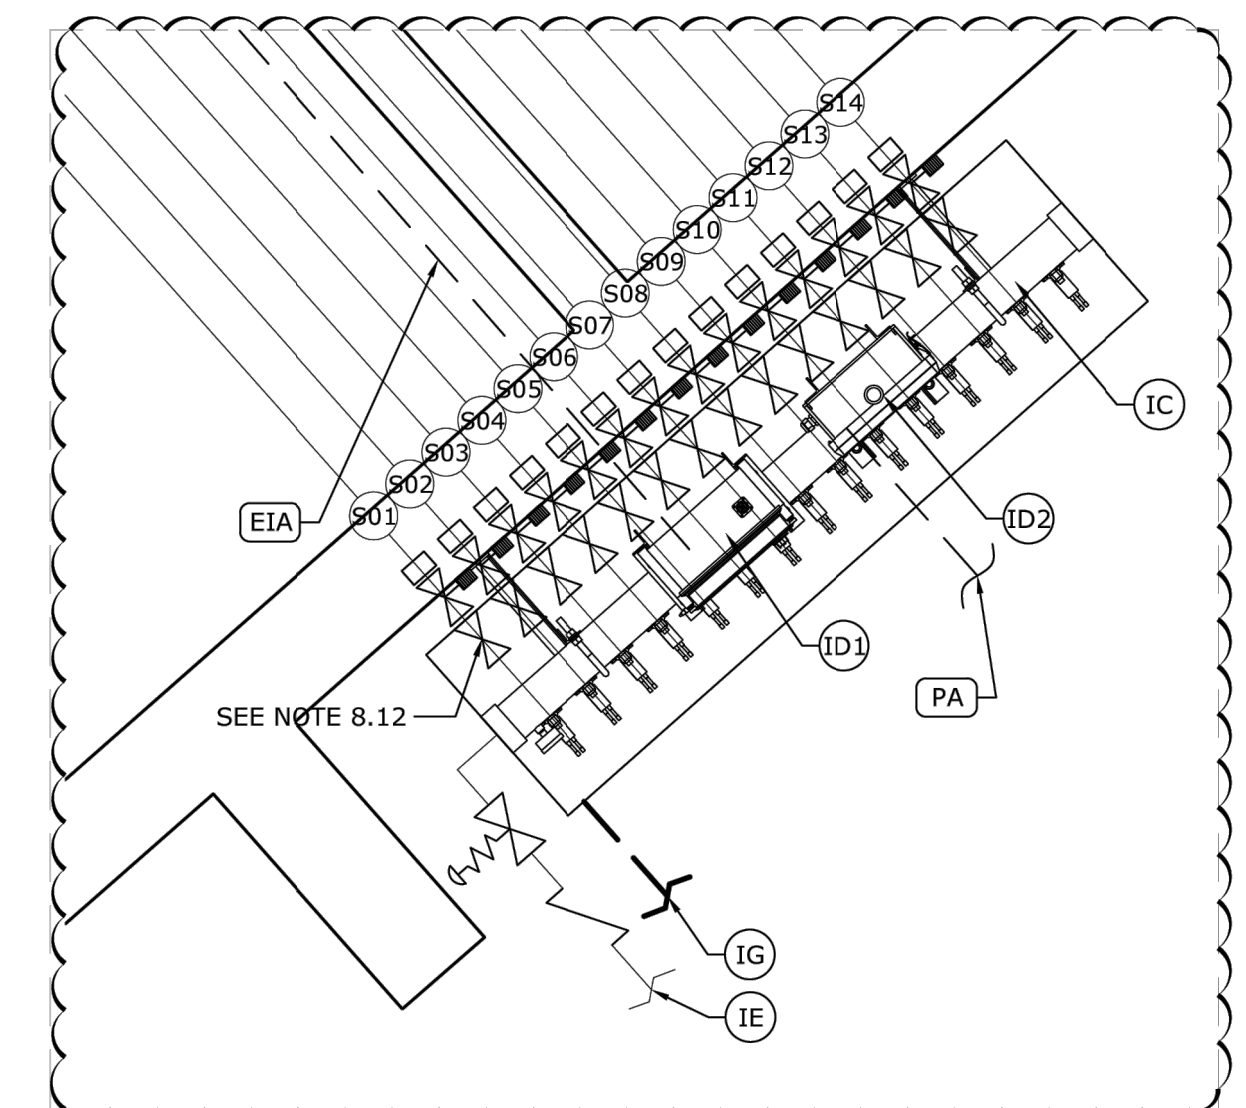 S14
S13
S12
S11
S10
S09
S08
S07
S06
S05
S04
S03
S02
S01
IC
EIA
ID2
ID1
PA
SEE NOTE 8.12
IG
IE